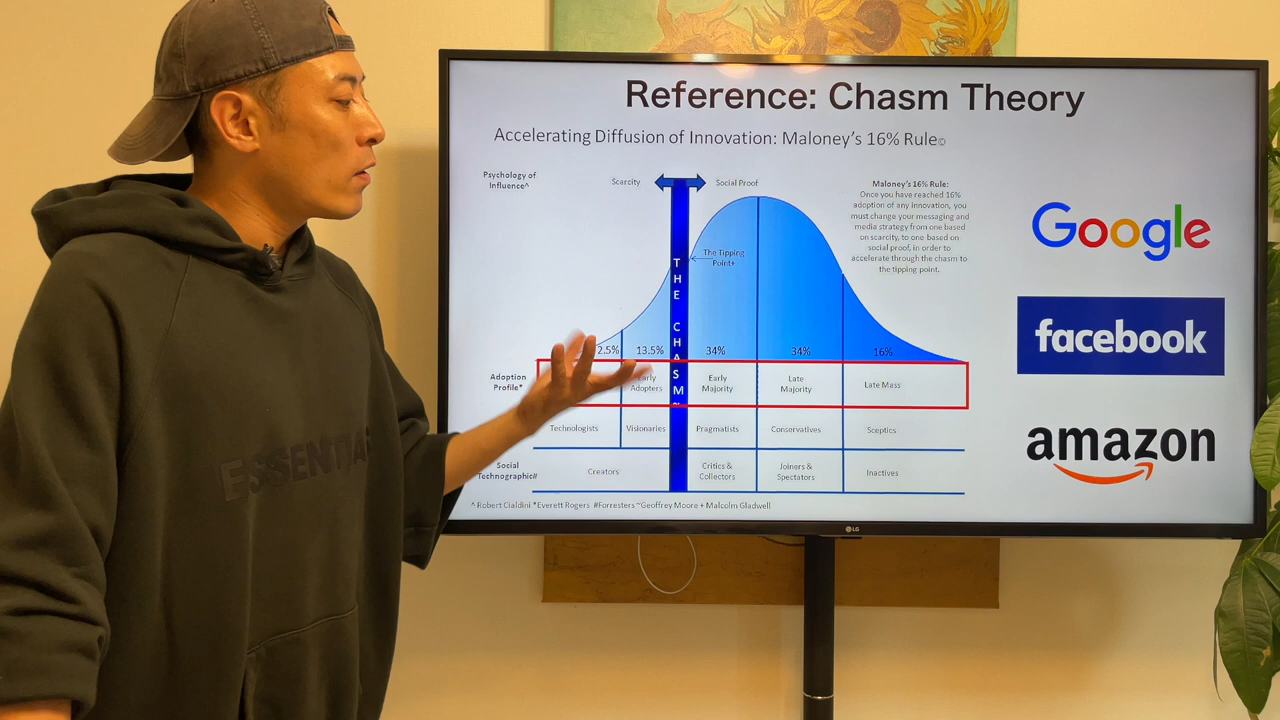 Reference: Chasm Theory
Accelerating Diffusion of Innovation: Maloney's 16% Rule©
Psychology of
Influence^
Scarcity
Social Proof
Maloney's 16% Rule:
Once you have reached 16%
adoption of any innovation, you
must change your messaging and
media strategy from one based
on scarcity, to one based on
social proof, in order to
accelerate through the chasm to
the tipping point.
The Tipping
Point+
THE CHASM~
2.5%
13.5%
34%
34%
16%
Adoption
Profile*
Early
Adopters
Early
Majority
Late
Majority
Late Mass
Technologists
Visionaries
Pragmatists
Conservatives
Sceptics
Social
Technographic#
Creators
Critics &
Collectors
Joiners &
Spectators
Inactives
^ Robert Cialdini *Everett Rogers #Forresters ~Geoffrey Moore + Malcolm Gladwell
Google
facebook
amazon
LG
ESSENTIA